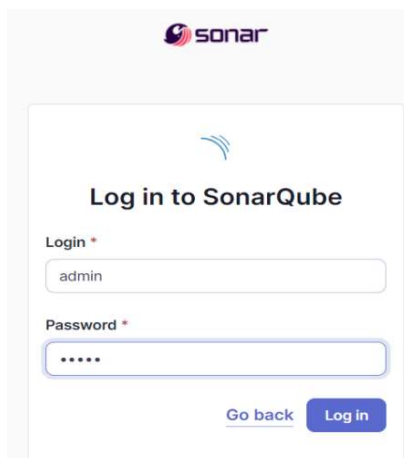 sonar
Log in to SonarQube
Login *
admin
Password *
•••••
Go back Log in